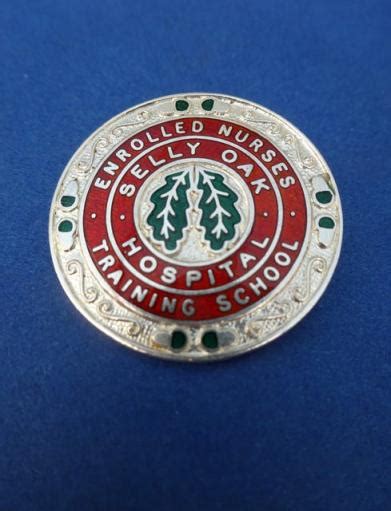 ENROLLED NURSES
SELLY OAK
HOSPITAL
TRAINING SCHOOL